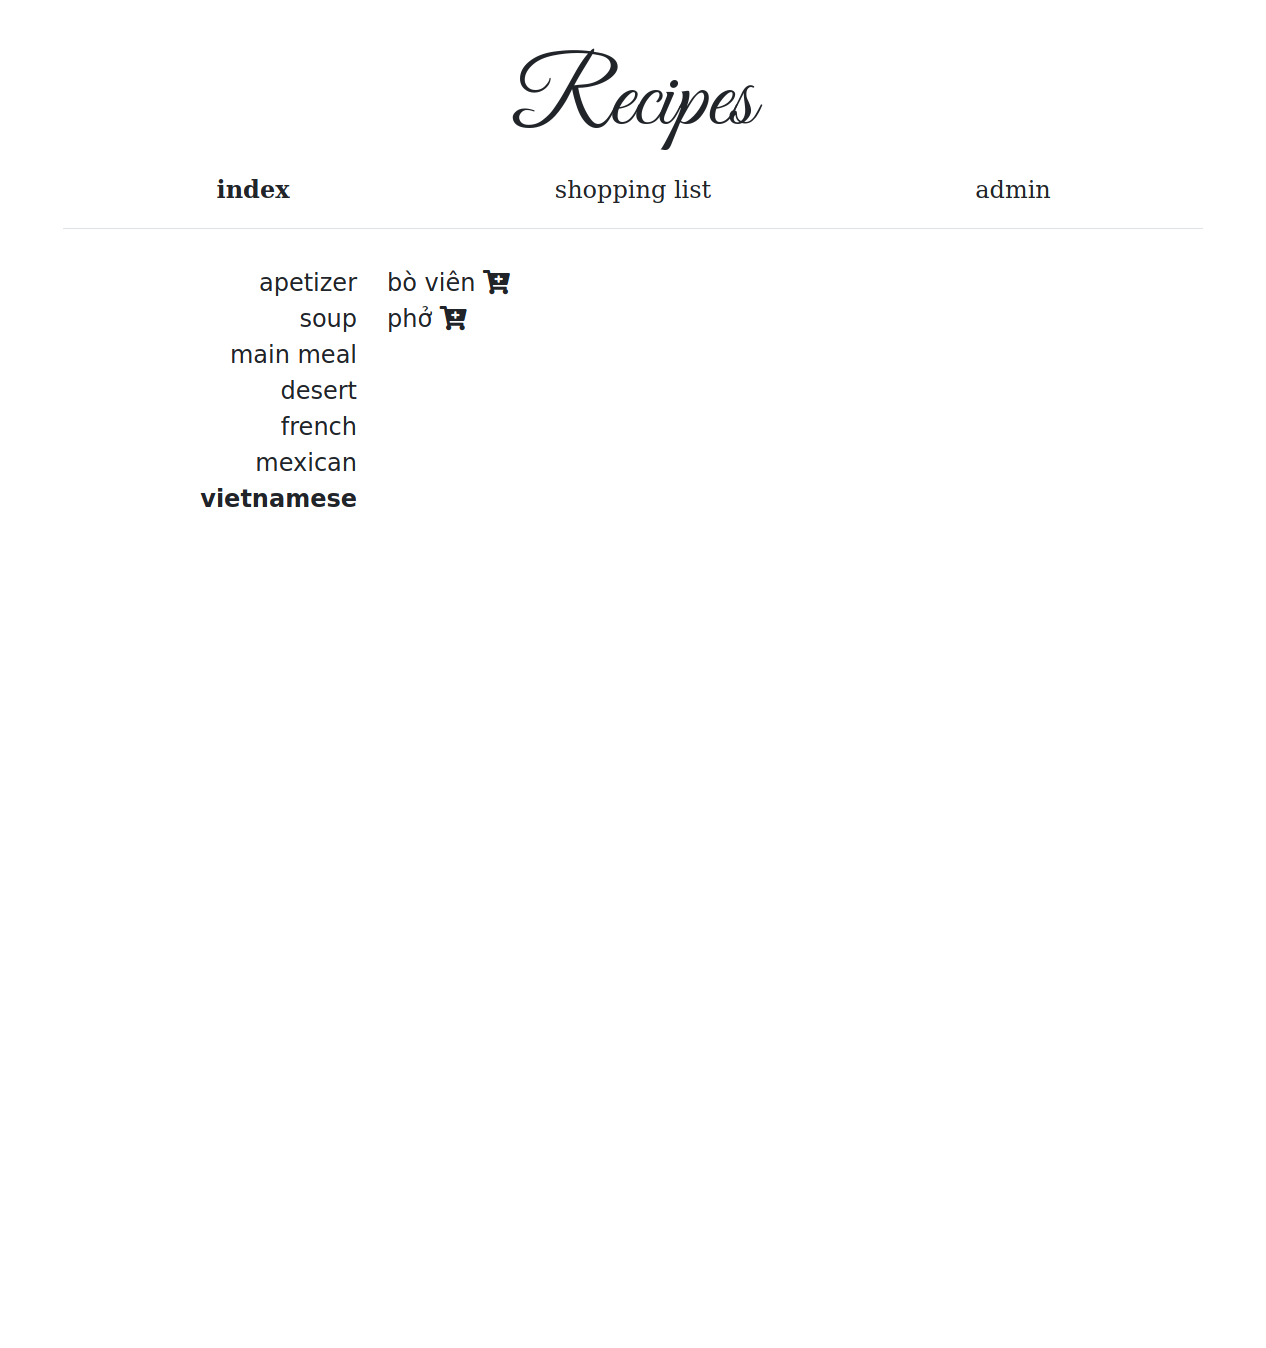 Recipes
index shopping list admin
apetizer
soup
main meal
desert
french
mexican
vietnamese
bò viên
phở